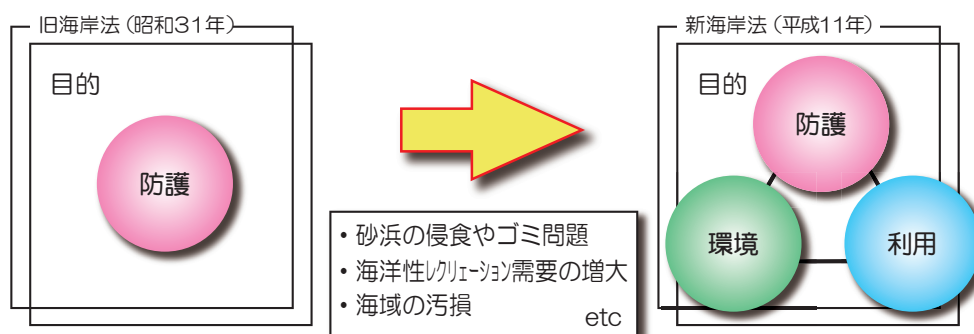 旧海岸法（昭和31年）
目的
防護
・砂浜の侵食やゴミ問題
・海洋性ﾚｸﾘｪｰｼｮﾝ需要の増大
・海域の汚損
etc
新海岸法（平成11年）
目的
防護
環境
利用